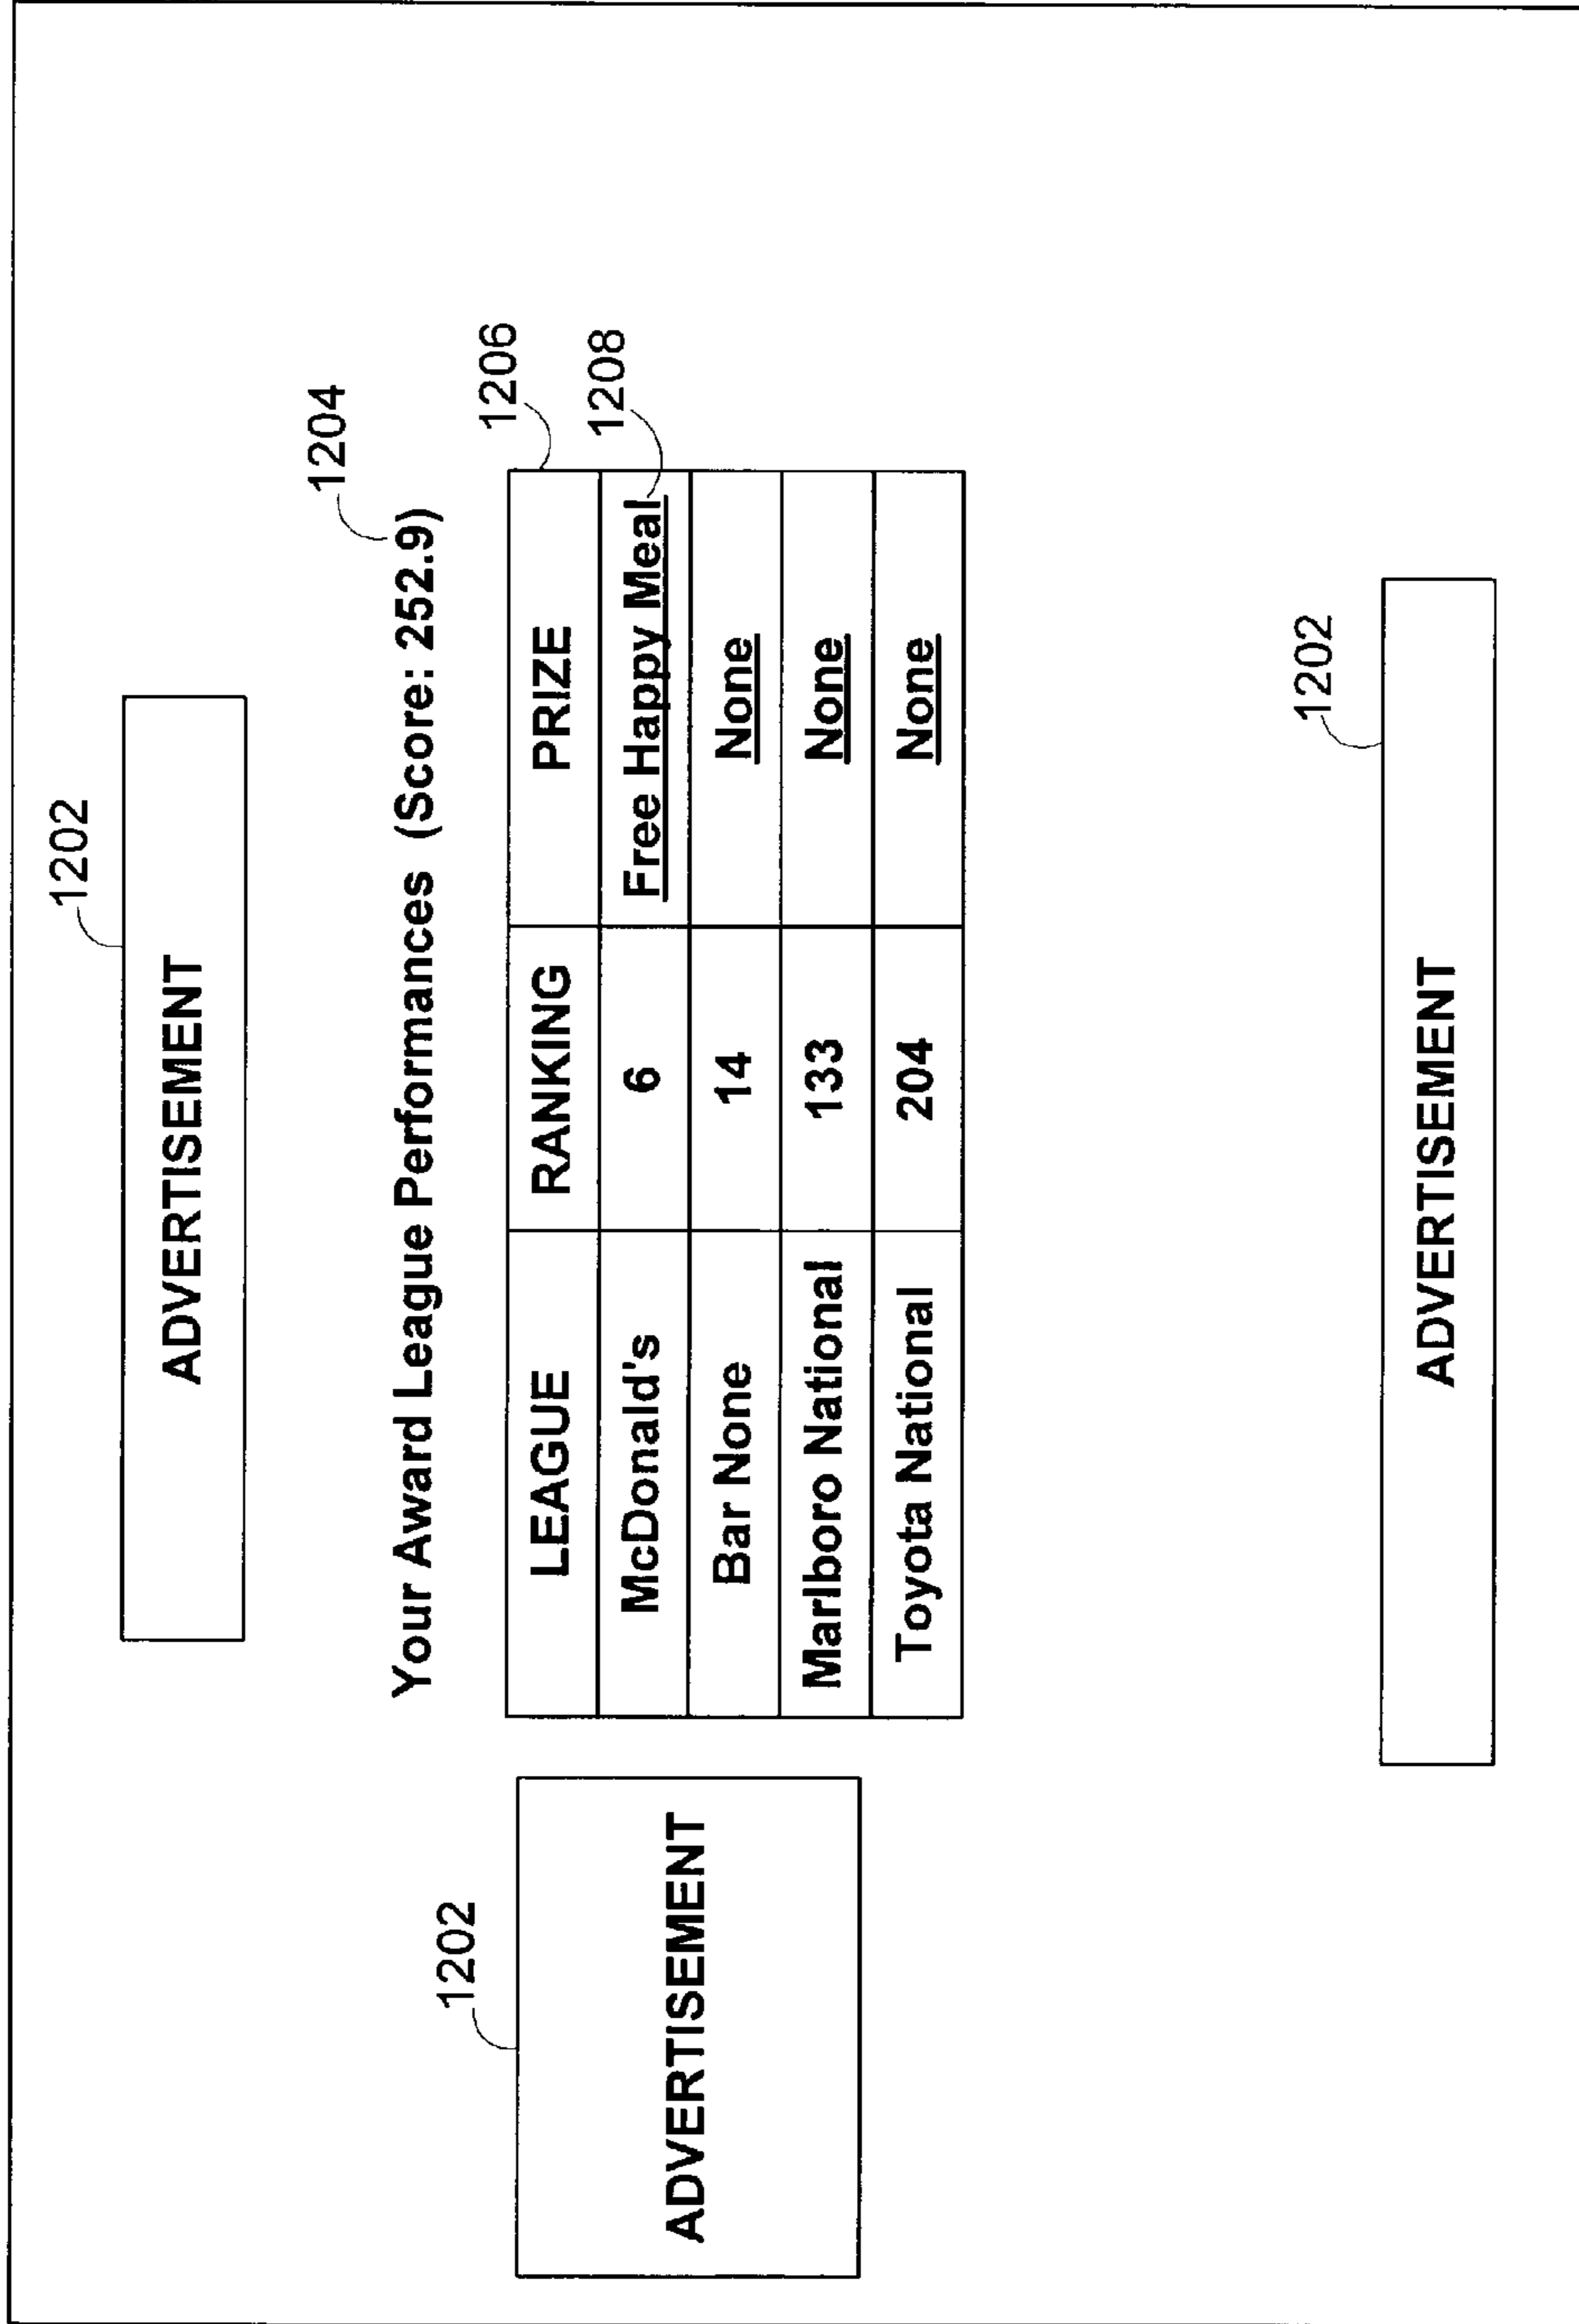 1202
ADVERTISEMENT
1204
Your Award League Performances (Score: 252.9)
1206
1208
LEAGUE RANKING PRIZE
McDonald's 6 Free Happy Meal
Bar None 14 None
Marlboro National 133 None
Toyota National 204 None
1202
ADVERTISEMENT
1202
ADVERTISEMENT